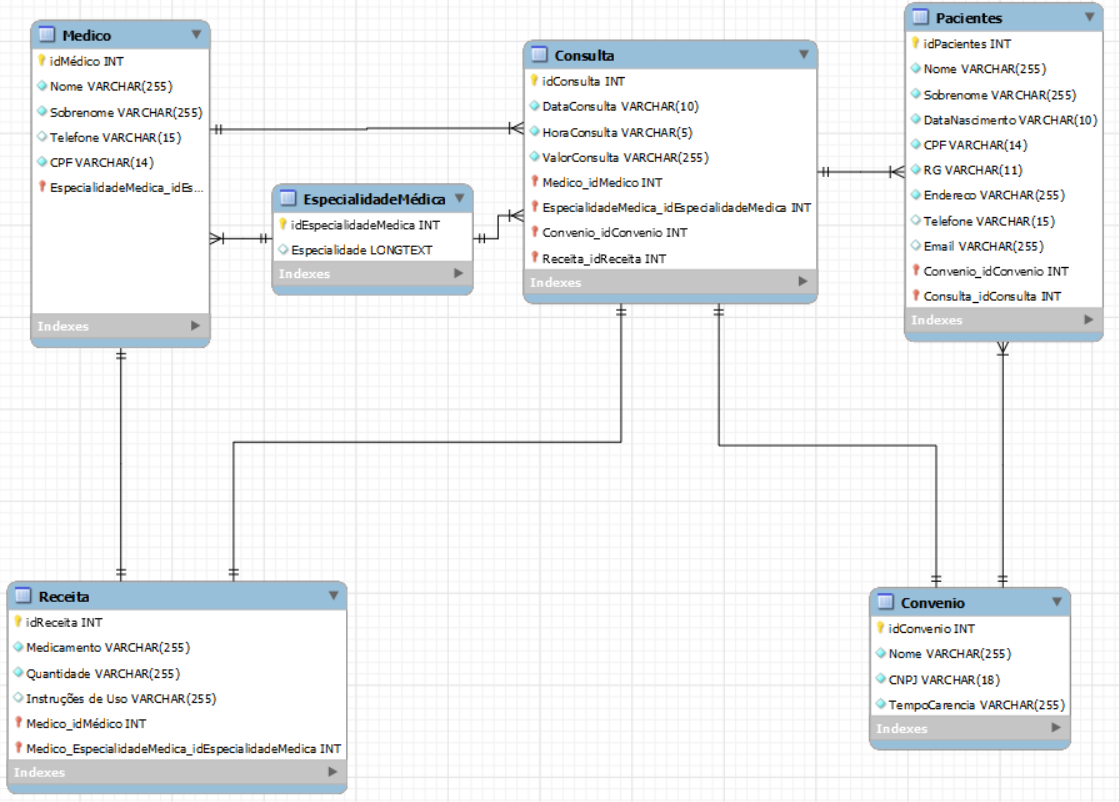 Medico
idMédico INT
Nome VARCHAR(255)
Sobrenome VARCHAR(255)
Telefone VARCHAR(15)
CPF VARCHAR(14)
EspecialidadeMedica_idEs...
Indexes
EspecialidadeMédica
idEspecialidadeMedica INT
Especialidade LONGTEXT
Indexes
Consulta
idConsulta INT
DataConsulta VARCHAR(10)
HoraConsulta VARCHAR(5)
ValorConsulta VARCHAR(255)
Medico_idMedico INT
EspecialidadeMedica_idEspecialidadeMedica INT
Convenio_idConvenio INT
Receita_idReceita INT
Indexes
Pacientes
idPacientes INT
Nome VARCHAR(255)
Sobrenome VARCHAR(255)
DataNascimento VARCHAR(10)
CPF VARCHAR(14)
RG VARCHAR(11)
Endereco VARCHAR(255)
Telefone VARCHAR(15)
Email VARCHAR(255)
Convenio_idConvenio INT
Consulta_idConsulta INT
Indexes
Receita
idReceita INT
Medicamento VARCHAR(255)
Quantidade VARCHAR(255)
Instruções de Uso VARCHAR(255)
Medico_idMédico INT
Medico_EspecialidadeMedica_idEspecialidadeMedica INT
Indexes
Convenio
idConvenio INT
Nome VARCHAR(255)
CNPJ VARCHAR(18)
TempoCarencia VARCHAR(255)
Indexes